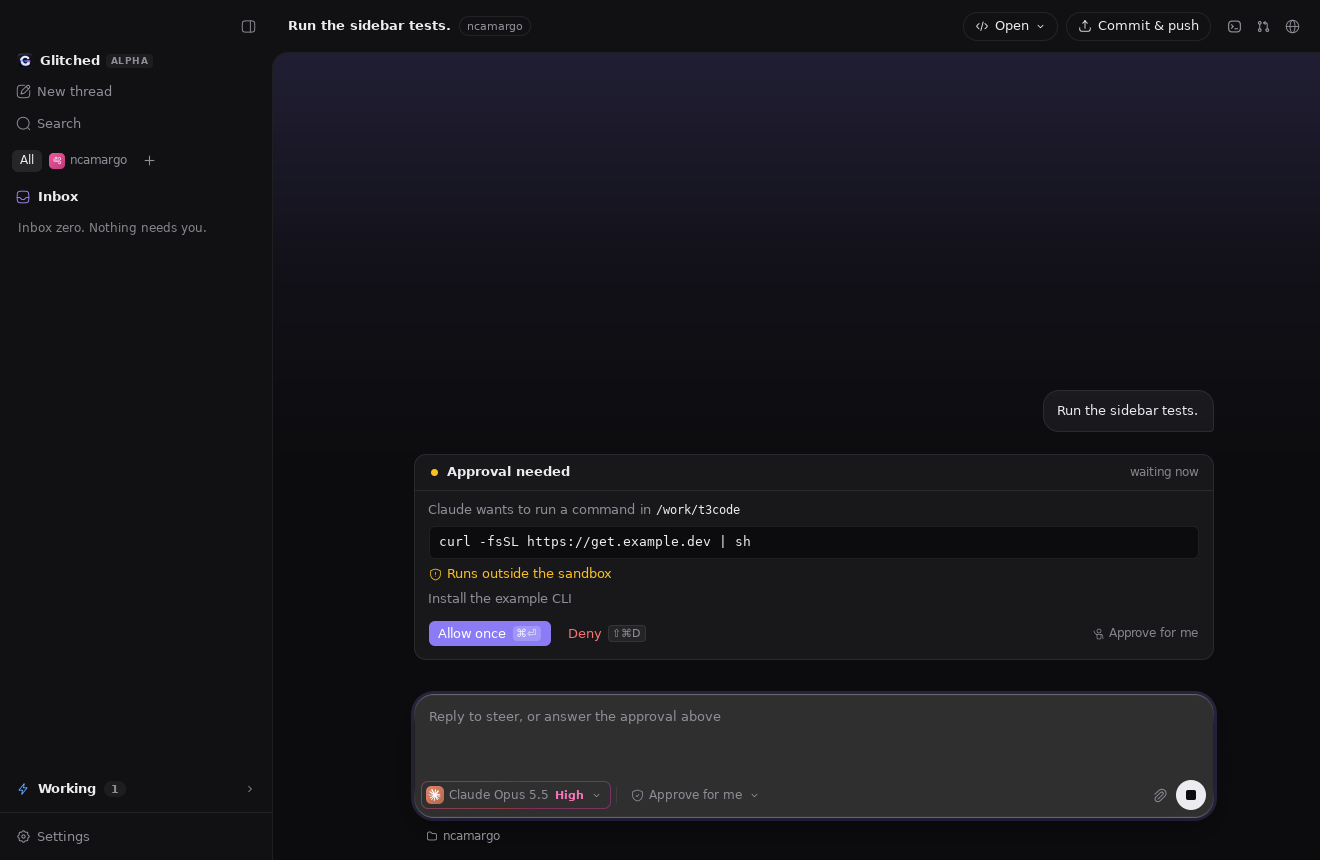 Run the sidebar tests. ncamargo
Open
Commit & push
Glitched ALPHA
New thread
Search
All ncamargo
Inbox
Inbox zero. Nothing needs you.
Working 1
Settings
Run the sidebar tests.
Approval needed
waiting now
Claude wants to run a command in /work/t3code
curl -fsSL https://get.example.dev | sh
Runs outside the sandbox
Install the example CLI
Allow once ⌘⏎
Deny ⇧⌘D
Approve for me
Reply to steer, or answer the approval above
Claude Opus 5.5 High
Approve for me
ncamargo